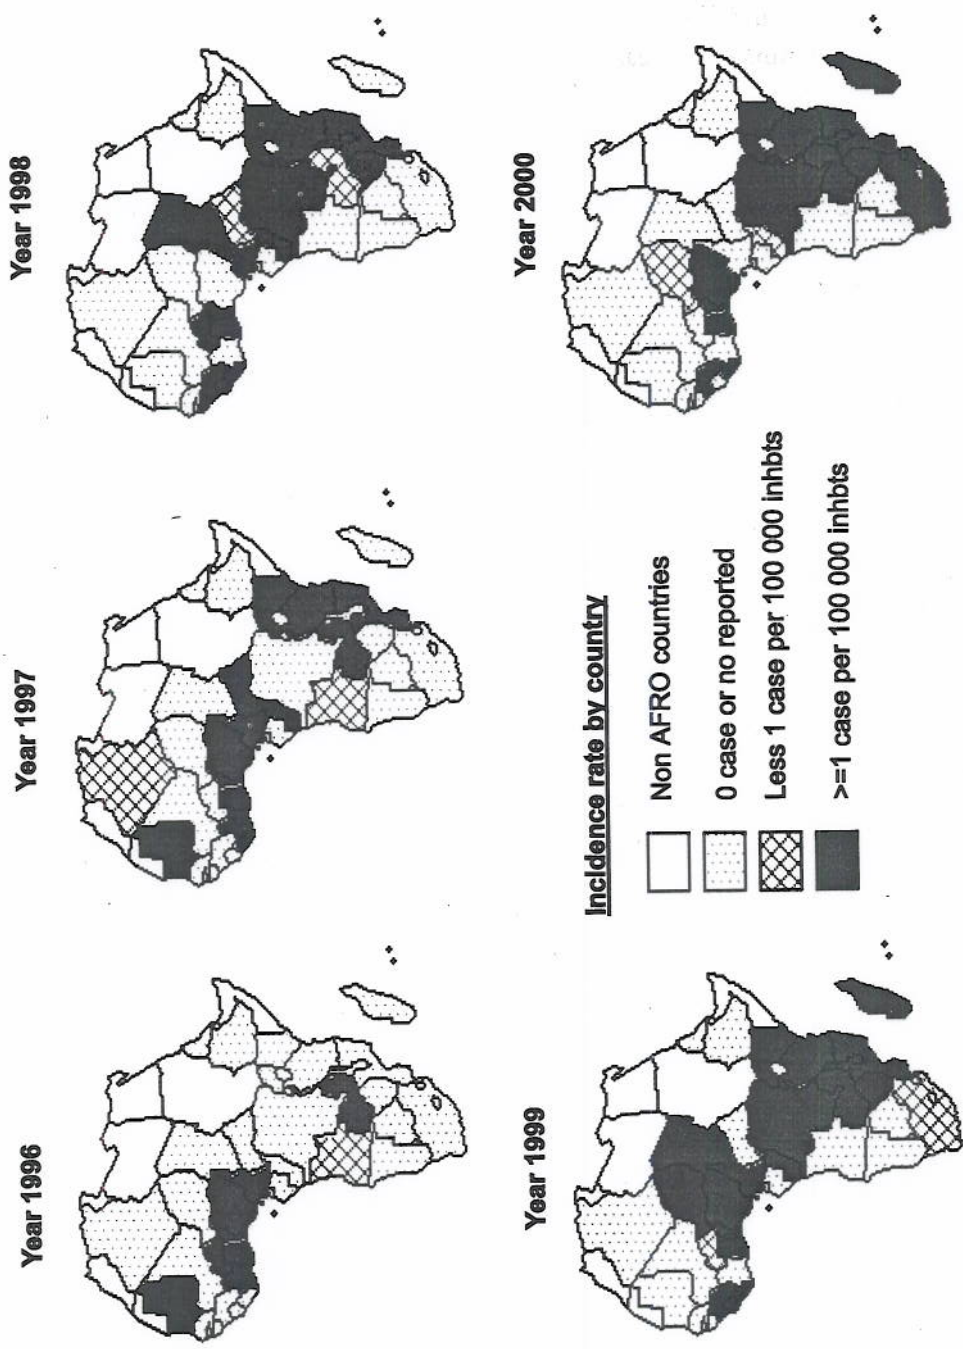 Year 1996
Year 1997
Year 1998
Year 1999
Incidence rate by country
Non AFRO countries
0 case or no reported
Less 1 case per 100 000 inhbts
>=1 case per 100 000 inhbts
Year 2000